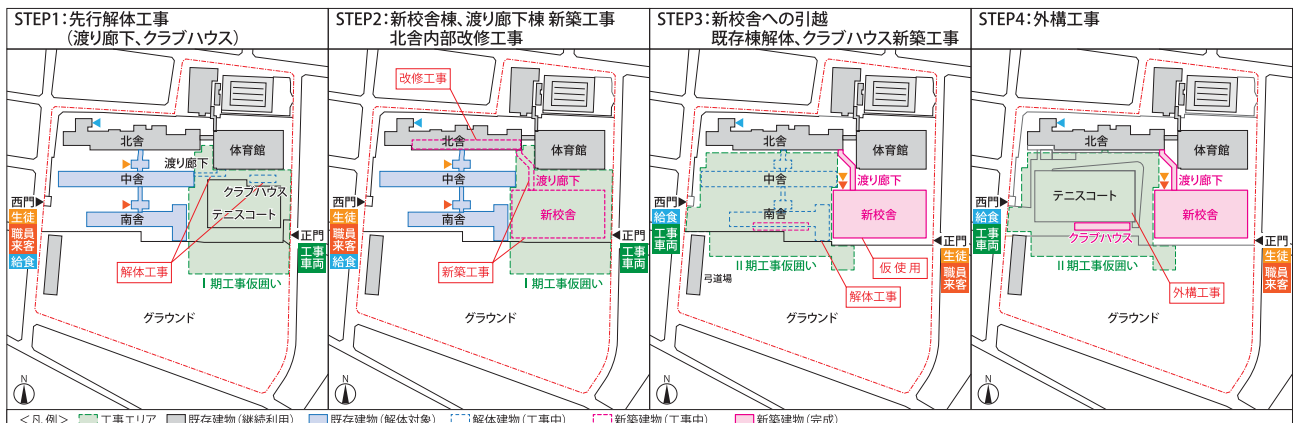 STEP1：先行解体工事
（渡り廊下、クラブハウス）
北舎
体育館
渡り廊下
中舎
クラブハウス
テニスコート
西門
生徒
職員
来客
給食
南舎
正門
工事
車両
解体工事
Ⅰ期工事仮囲い
グラウンド
N
STEP2：新校舎棟、渡り廊下棟 新築工事
北舎内部改修工事
改修工事
北舎
体育館
渡り廊下
中舎
西門
生徒
職員
来客
給食
南舎
新校舎
正門
工事
車両
新築工事
Ⅰ期工事仮囲い
グラウンド
N
STEP3：新校舎への引越
既存棟解体、クラブハウス新築工事
北舎
体育館
渡り廊下
中舎
西門
給食
工事
車両
南舎
新校舎
正門
生徒
職員
来客
Ⅱ期工事仮囲い
仮使用
弓道場
解体工事
グラウンド
N
STEP4：外構工事
北舎
体育館
渡り廊下
テニスコート
西門
給食
工事
車両
新校舎
クラブハウス
正門
生徒
職員
来客
Ⅱ期工事仮囲い
外構工事
グラウンド
N
＜凡例＞ 工事エリア 既存建物（継続利用） 既存建物（解体対象） 解体建物（工事中） 新築建物（工事中） 新築建物（完成）